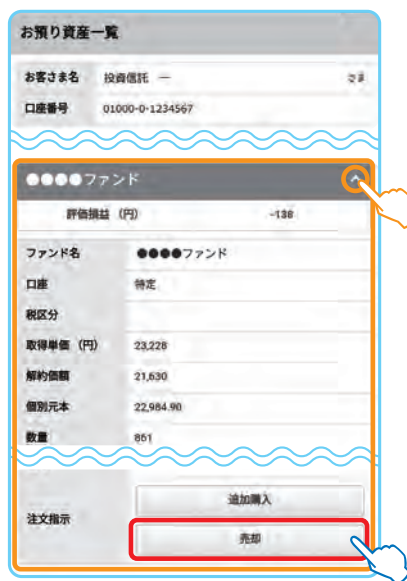 お預り資産一覧
お客さま名 投資信託 一 さま
口座番号 01000-0-1234567
●●●●ファンド
評価損益 (円) -138
ファンド名 ●●●●ファンド
口座 特定
税区分
取得単価 (円) 23,228
解約価額 21,630
個別元本 22,984.90
数量 861
注文指示
追加購入
売却